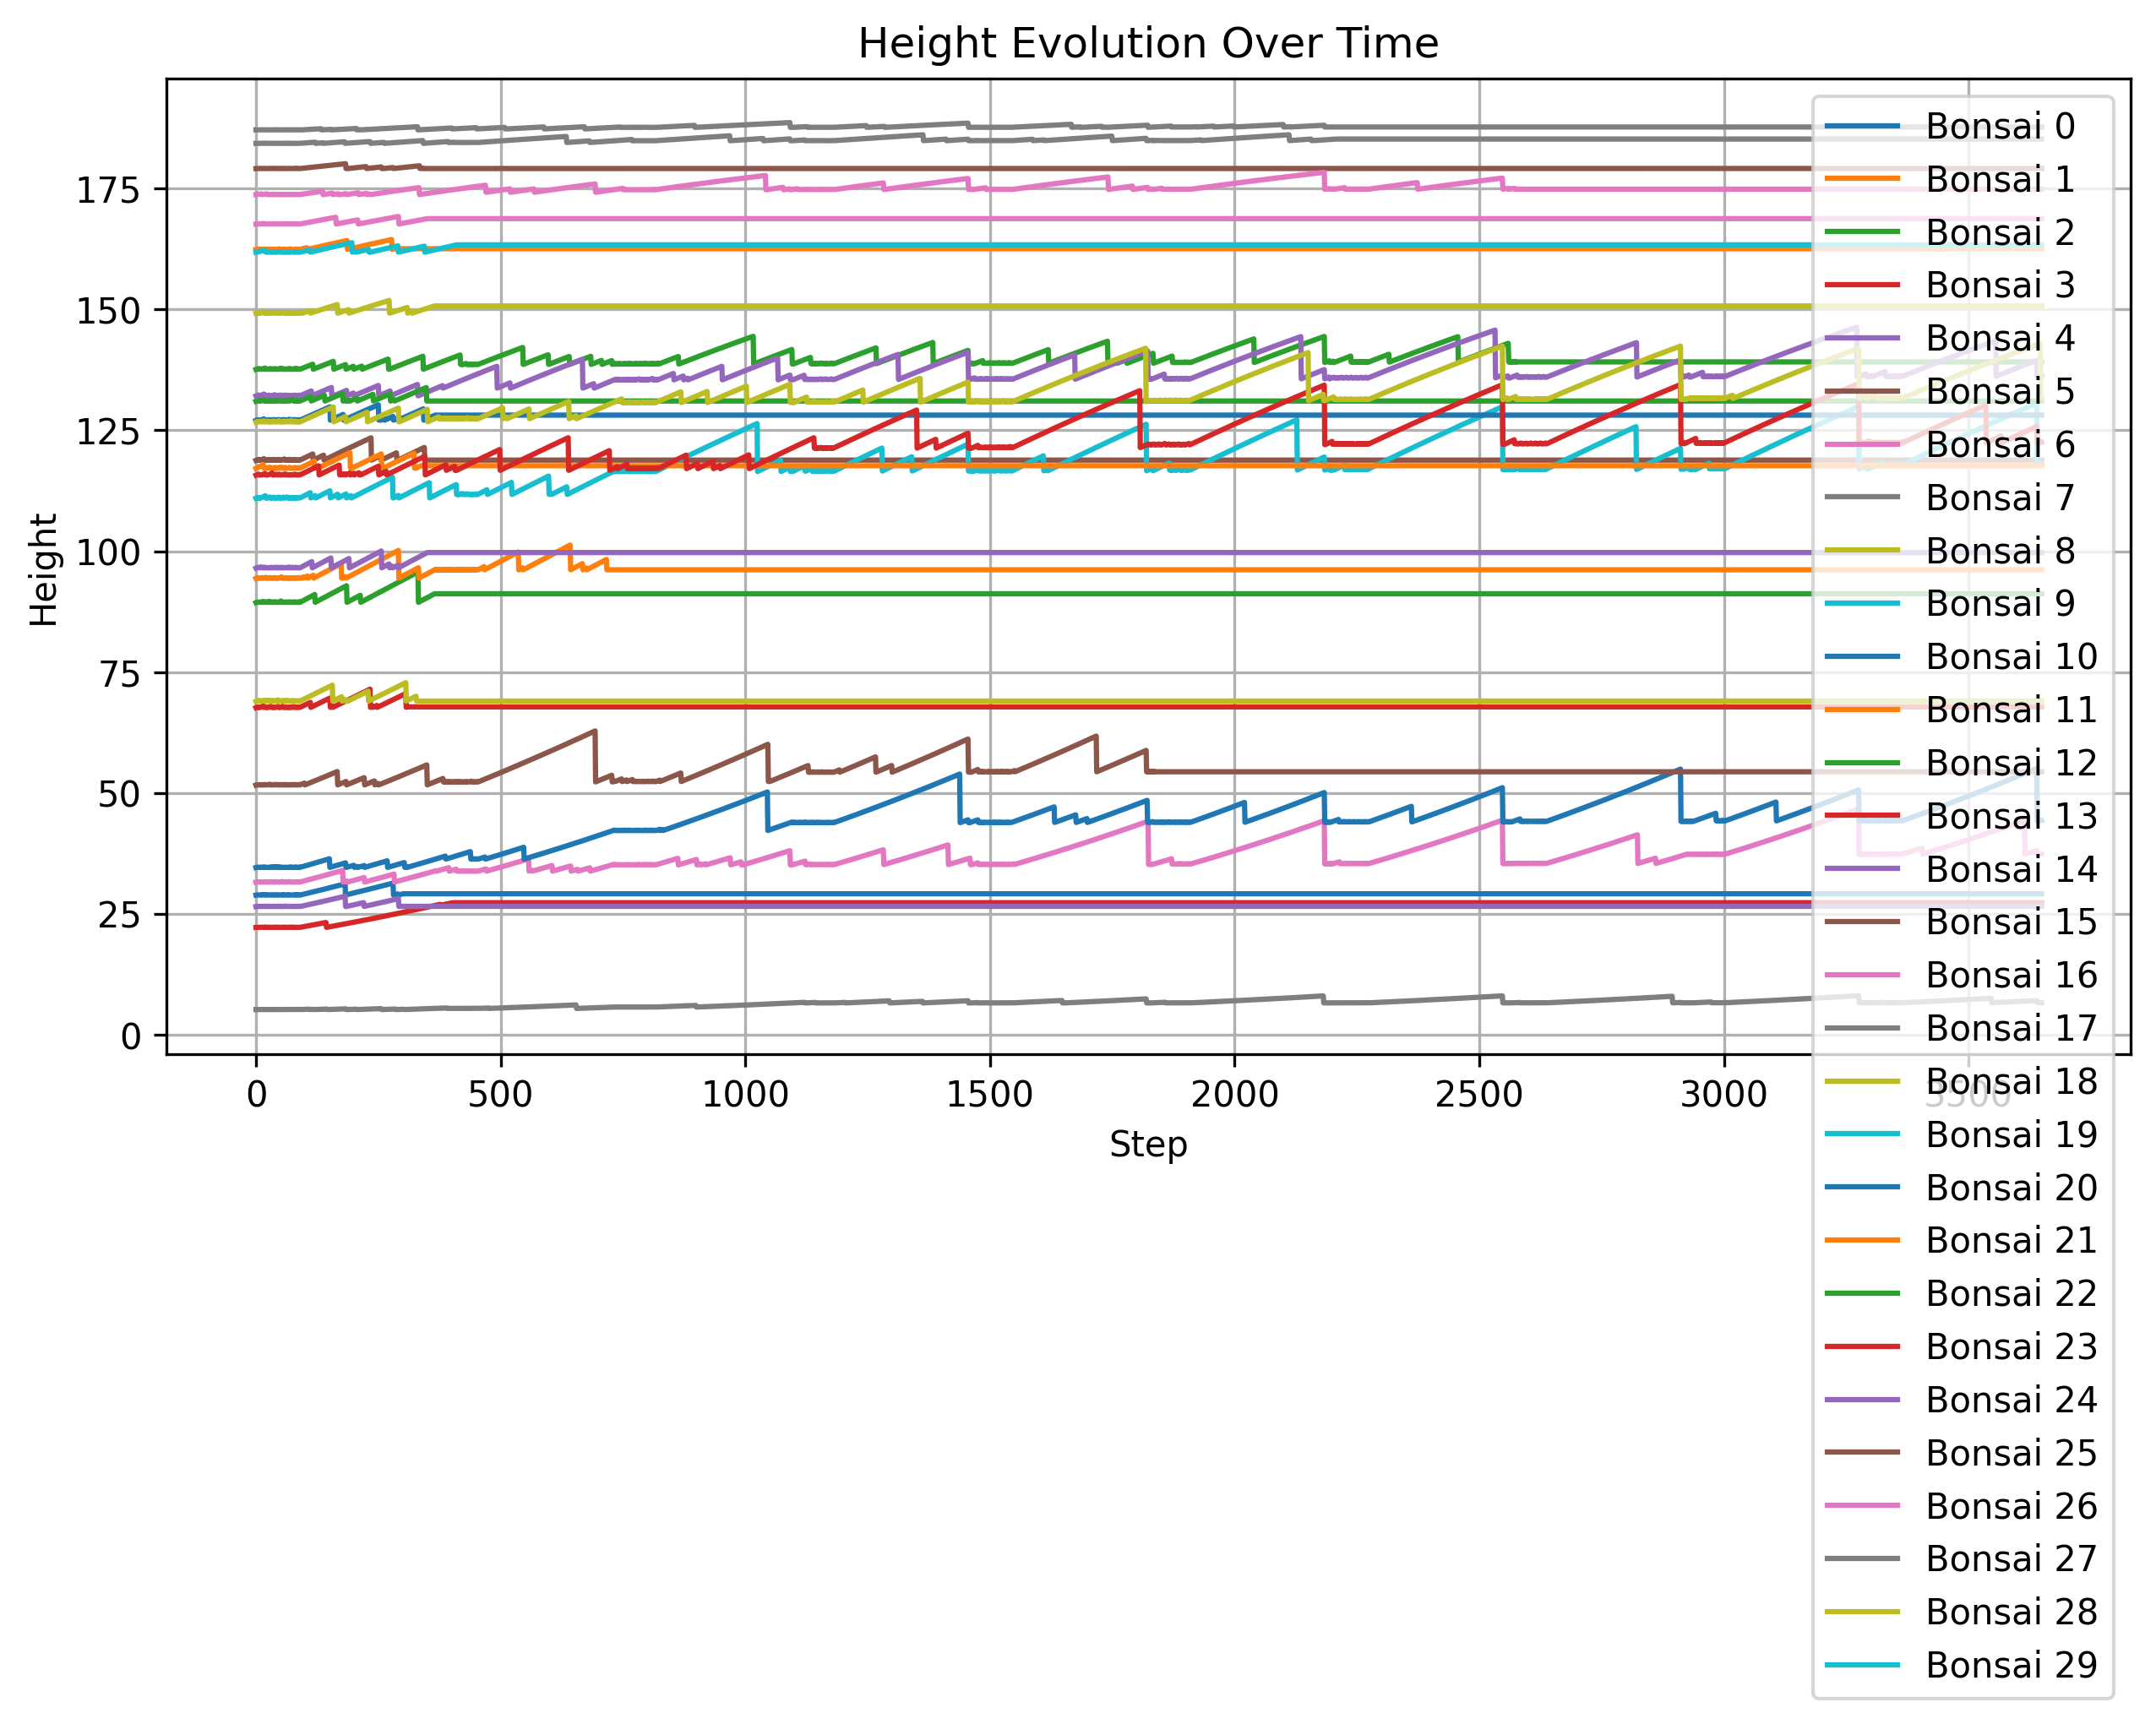 Height Evolution Over Time
Height
175
150
125
100
75
50
25
0
0 500 1000 1500 2000 2500 3000 3500
Step
Bonsai 0
Bonsai 1
Bonsai 2
Bonsai 3
Bonsai 4
Bonsai 5
Bonsai 6
Bonsai 7
Bonsai 8
Bonsai 9
Bonsai 10
Bonsai 11
Bonsai 12
Bonsai 13
Bonsai 14
Bonsai 15
Bonsai 16
Bonsai 17
Bonsai 18
Bonsai 19
Bonsai 20
Bonsai 21
Bonsai 22
Bonsai 23
Bonsai 24
Bonsai 25
Bonsai 26
Bonsai 27
Bonsai 28
Bonsai 29